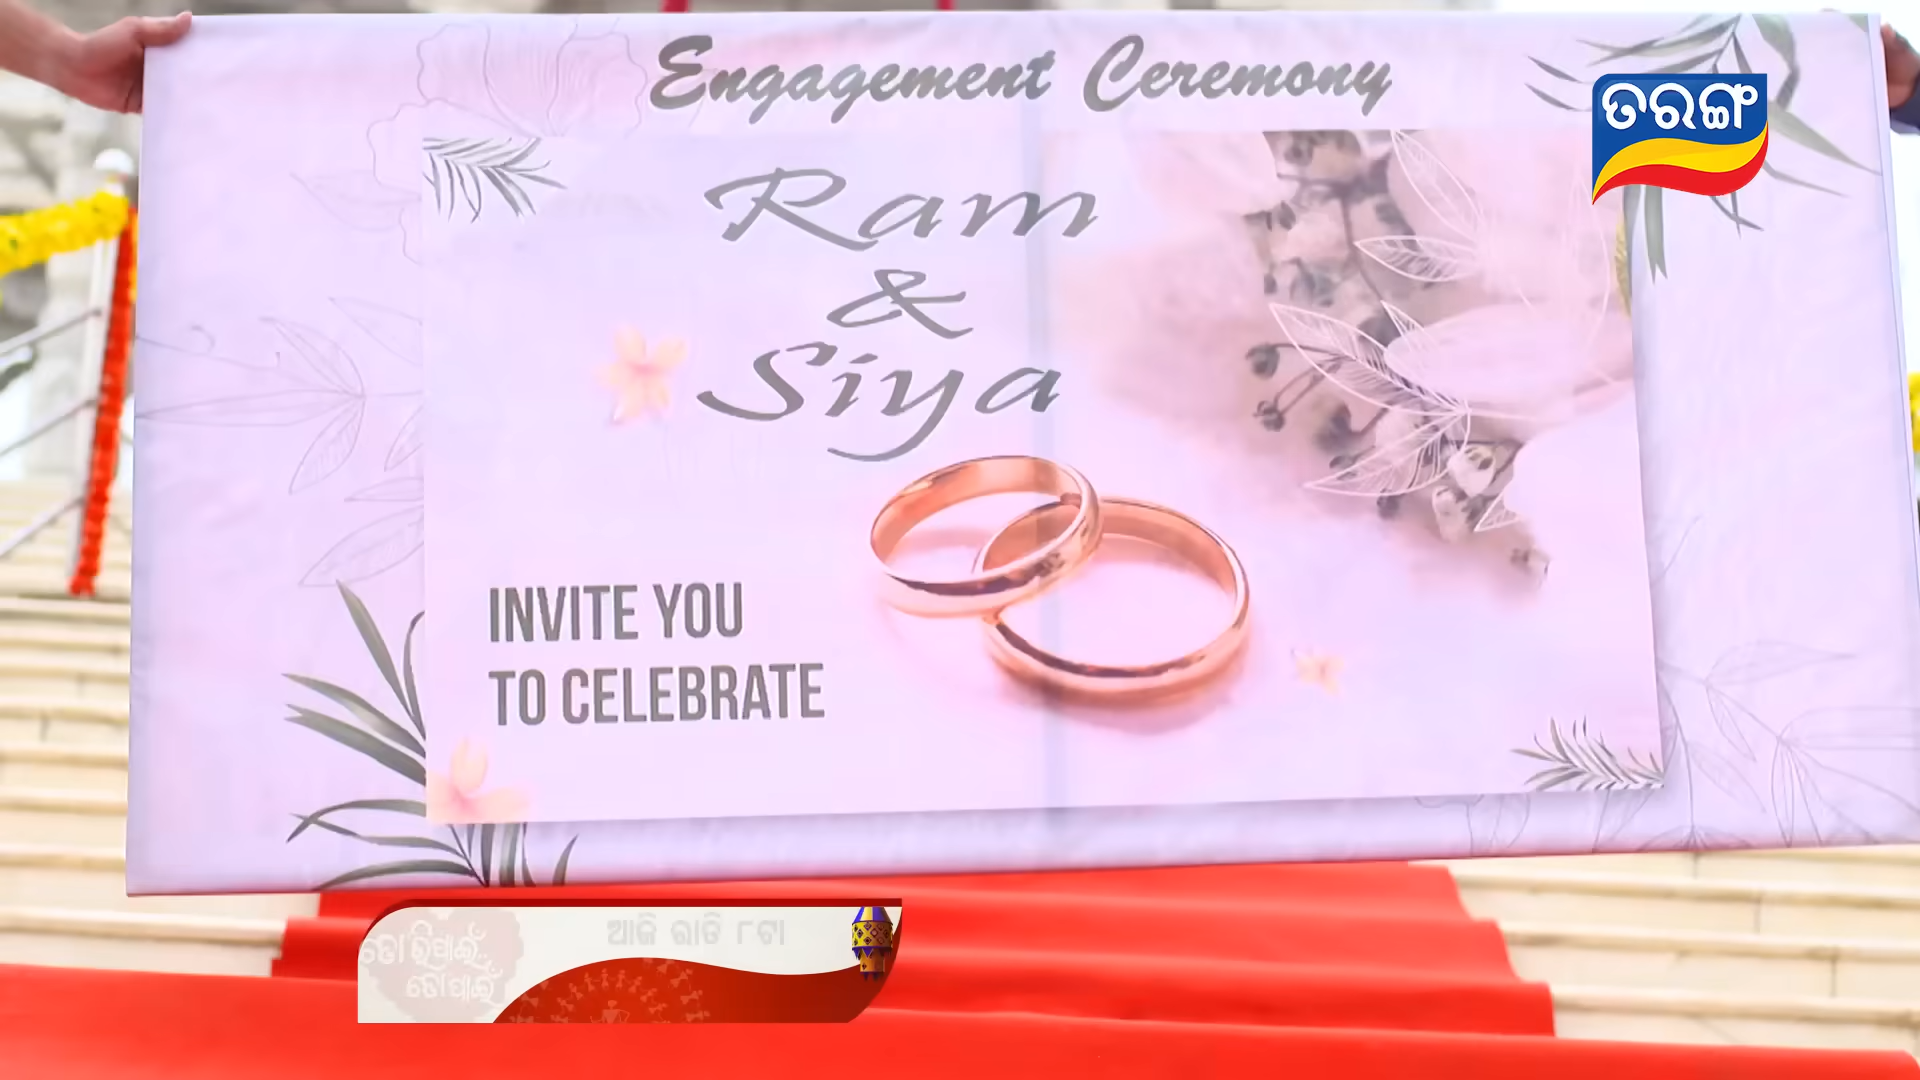 Engagement Ceremony
ତରଙ୍ଗ
Ram
&
Siya
INVITE YOU
TO CELEBRATE
ଆଜି ରାତି ୮ଟା
ତୋ ରିପାଇଁ..
ତୋପାଇଁ